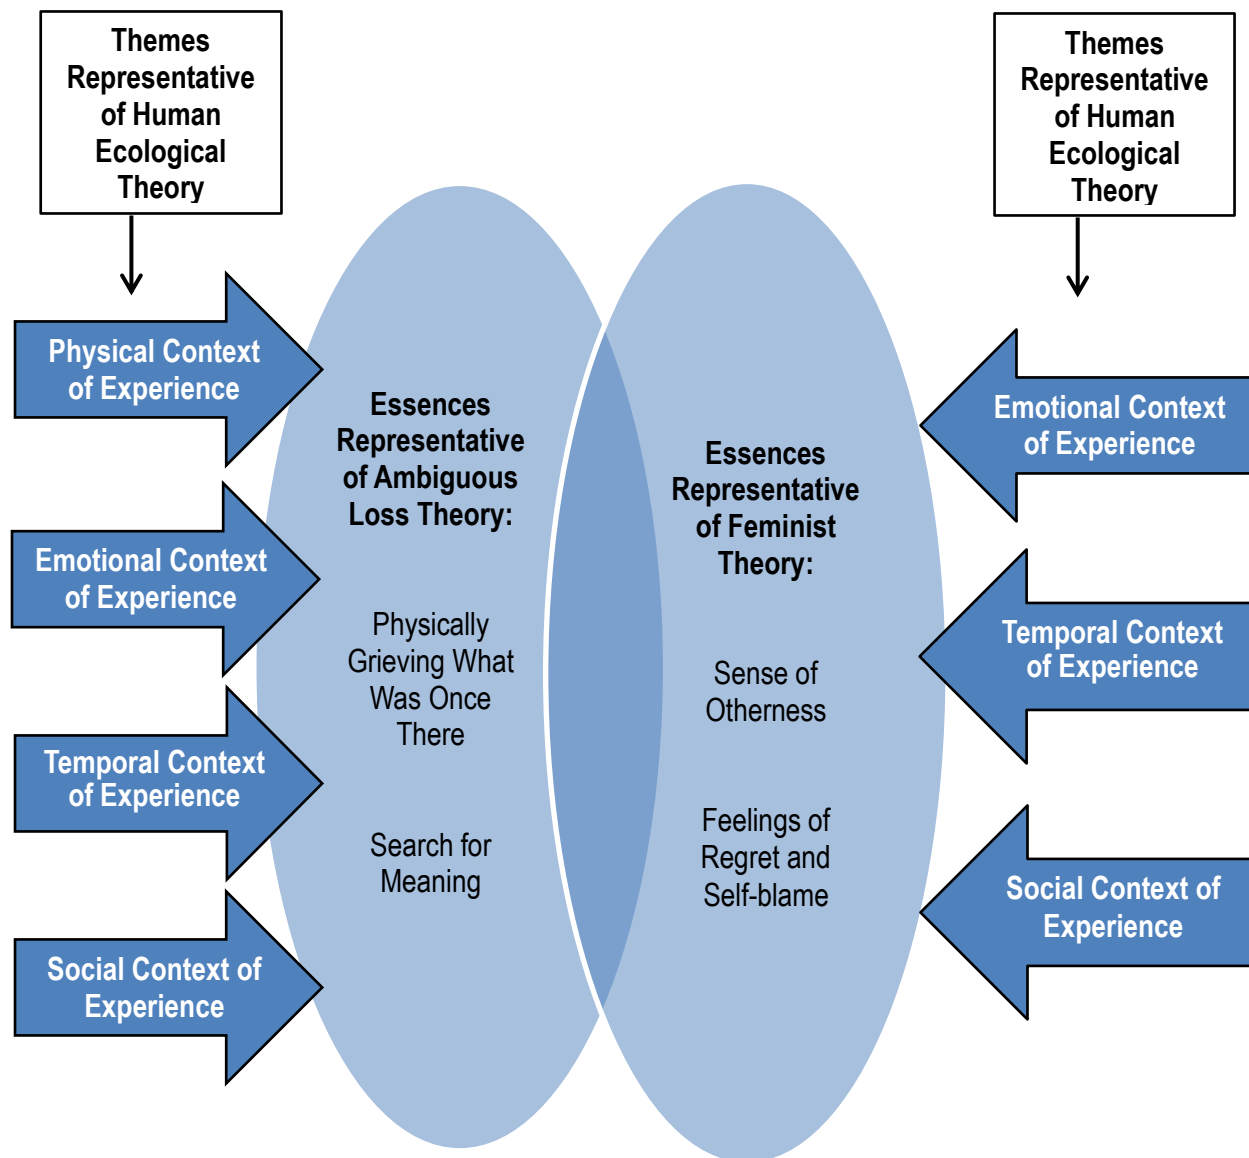 Themes
Representative
of Human
Ecological
Theory
Physical Context
of Experience
Emotional Context
of Experience
Temporal Context
of Experience
Social Context of
Experience
Essences
Representative
of Ambiguous
Loss Theory:
Physically
Grieving What
Was Once
There
Search for
Meaning
Essences
Representative
of Feminist
Theory:
Sense of
Otherness
Feelings of
Regret and
Self-blame
Themes
Representative
of Human
Ecological
Theory
Emotional Context
of Experience
Temporal Context
of Experience
Social Context of
Experience